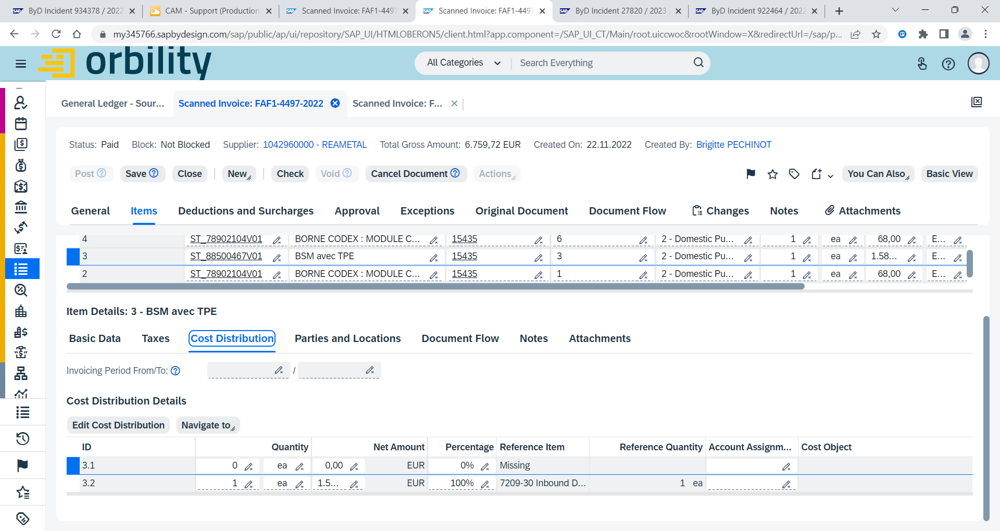 ByD Incident 934378 / 2022
CAM - Support (Production
Scanned Invoice: FAF1-4497
Scanned Invoice: FAF1-4497
ByD Incident 27820 / 2023
ByD Incident 922464 / 2022
my345766.sapbydesign.com/sap/public/ap/ui/repository/SAP_UI/HTMLOBERON5/client.html?app.component=/SAP_UI_CT/Main/root.uiccwoc&rootWindow=X&redirectUrl=/sap/p...
orbility
All Categories
Search Everything
General Ledger - Sour...
Scanned Invoice: FAF1-4497-2022
Scanned Invoice: F...
Status: Paid Block: Not Blocked Supplier: 1042960000 - REAMETAL Total Gross Amount: 6.759,72 EUR Created On: 22.11.2022 Created By: Brigitte PECHINOT
Post Save Close New Check Void Cancel Document Actions You Can Also Basic View
General Items Deductions and Surcharges Approval Exceptions Original Document Document Flow Changes Notes Attachments
4 ST_78902104V01 BORNE CODEX : MODULE C... 15435 6 2 - Domestic Pu... 1 ea 68,00 E...
3 ST_88500467V01 BSM avec TPE 15435 3 2 - Domestic Pu... 1 ea 1.58... E...
2 ST_78902104V01 BORNE CODEX : MODULE C... 15435 1 2 - Domestic Pu... 1 ea 68,00 E...
Item Details: 3 - BSM avec TPE
Basic Data Taxes Cost Distribution Parties and Locations Document Flow Notes Attachments
Invoicing Period From/To: /
Cost Distribution Details
Edit Cost Distribution Navigate to
ID Quantity Net Amount Percentage Reference Item Reference Quantity Account Assignm... Cost Object
3.1 0 ea 0,00 EUR 0% Missing
3.2 1 ea 1.5... EUR 100% 7209-30 Inbound D... 1 ea